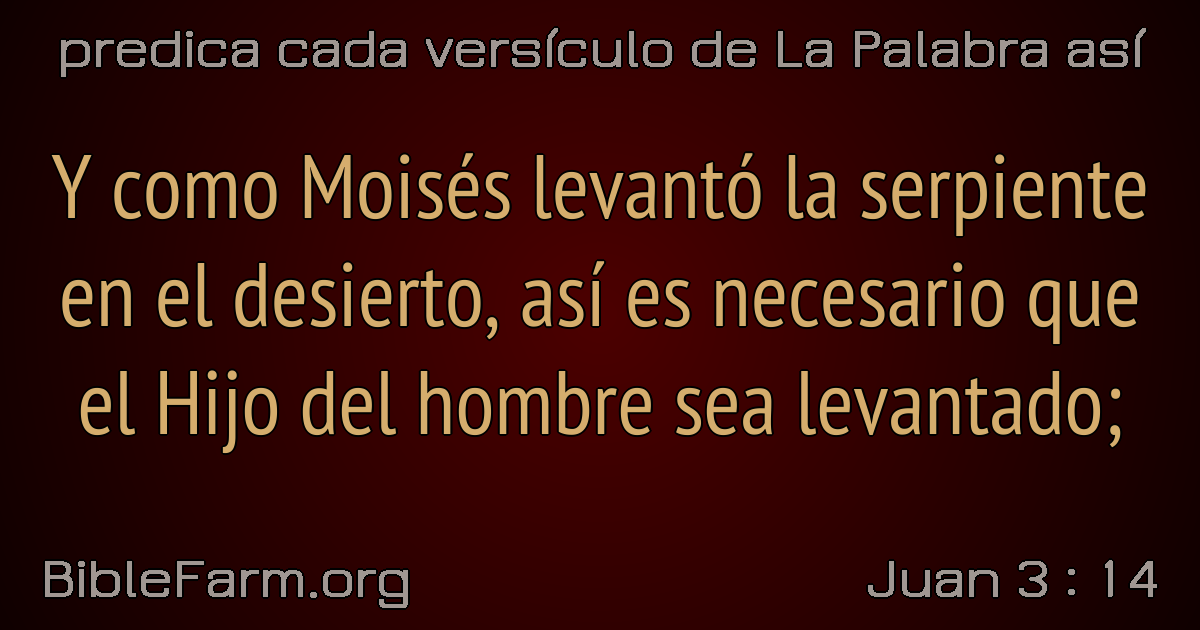 predica cada versículo de La Palabra así
Y como Moisés levantó la serpiente
en el desierto, así es necesario que
el Hijo del hombre sea levantado;
BibleFarm.org
Juan 3 : 14